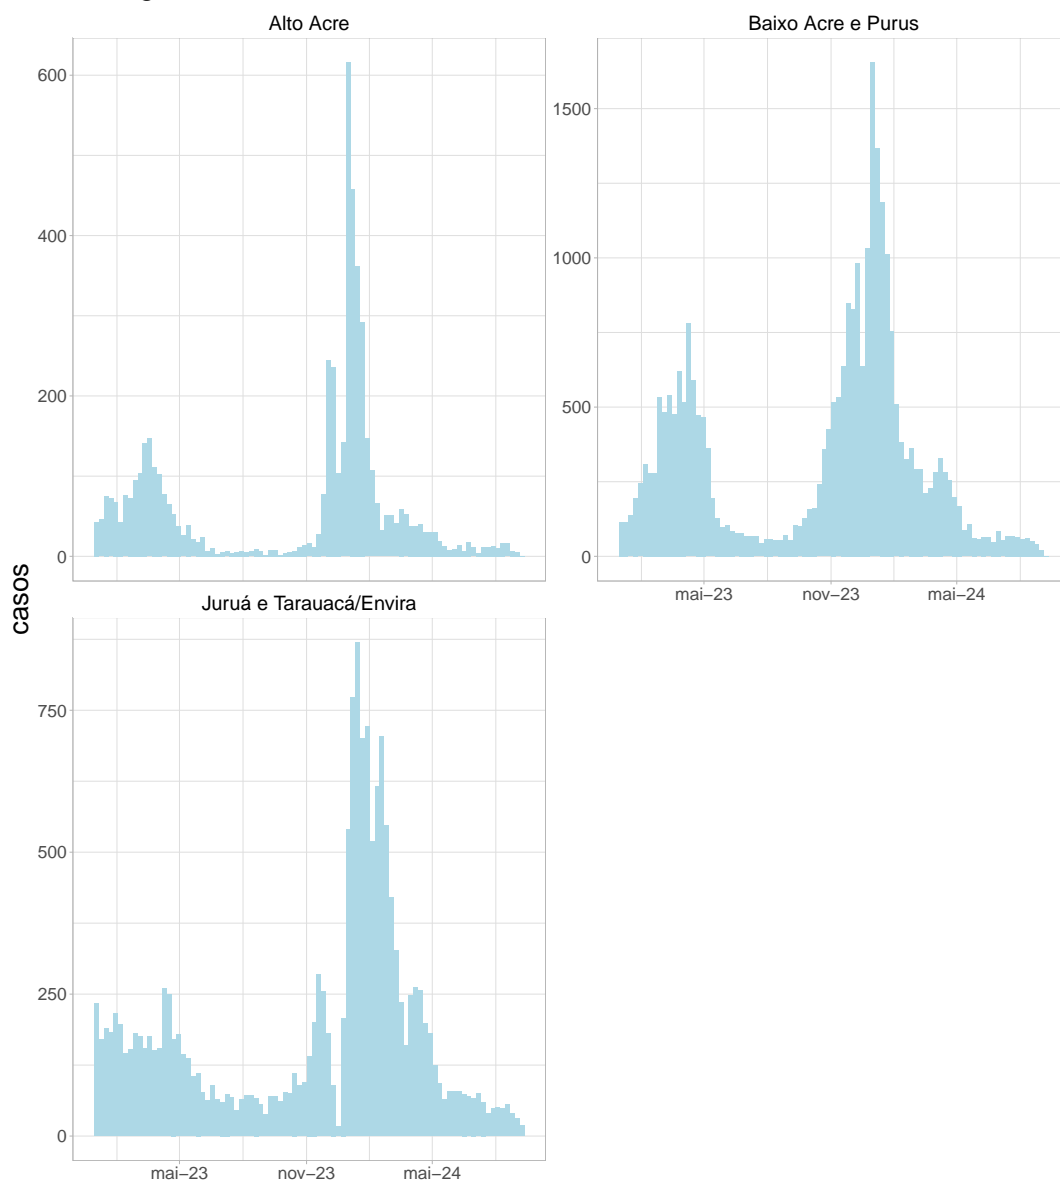 Alto Acre
Baixo Acre e Purus
600
400
200
0
1500
1000
500
0
mai–23
nov–23
mai–24
casos
Juruá e Tarauacá/Envira
750
500
250
0
mai–23
nov–23
mai–24